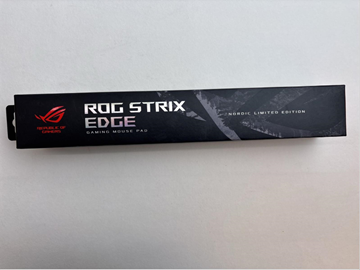 ROG STRIX
EDGE
GAMING MOUSE PAD
NORDIC LIMITED EDITION
REPUBLIC OF
GAMERS